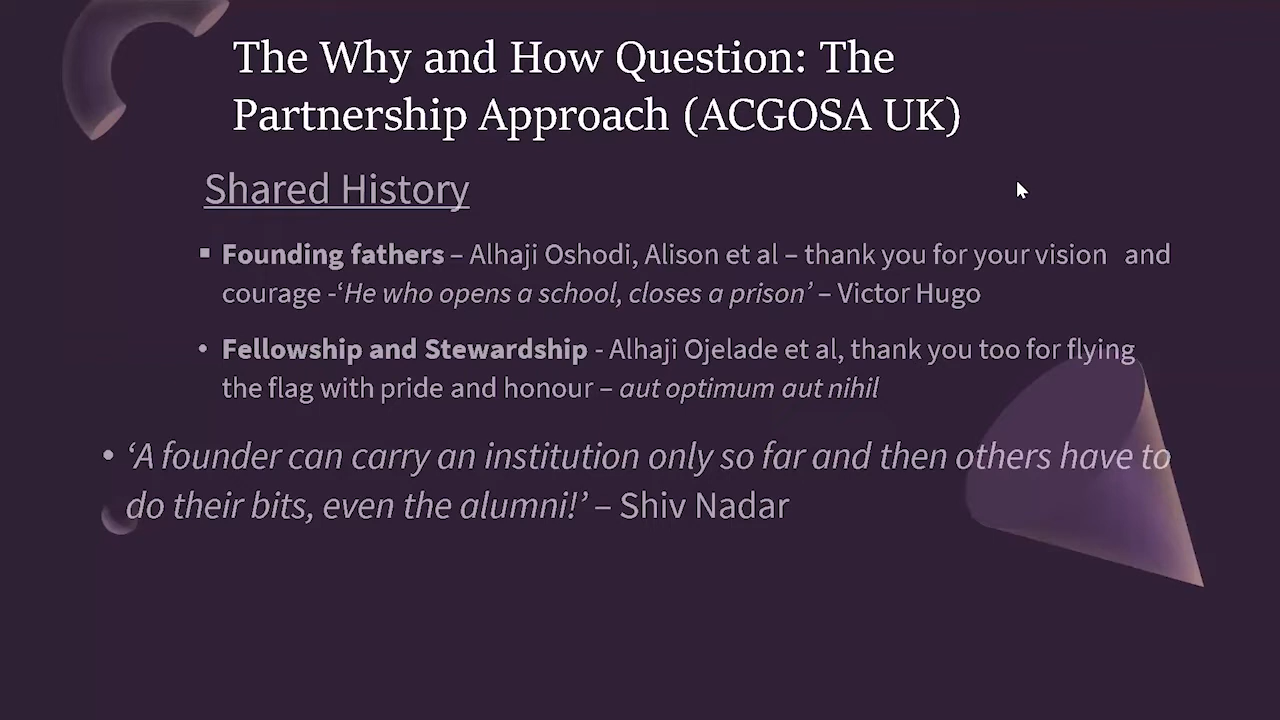 The Why and How Question: The
Partnership Approach (ACGOSA UK)
Shared History
▪ Founding fathers – Alhaji Oshodi, Alison et al – thank you for your vision and
courage -‘He who opens a school, closes a prison’ – Victor Hugo
• Fellowship and Stewardship - Alhaji Ojelade et al, thank you too for flying
the flag with pride and honour – aut optimum aut nihil
• ‘A founder can carry an institution only so far and then others have to
do their bits, even the alumni!’ – Shiv Nadar